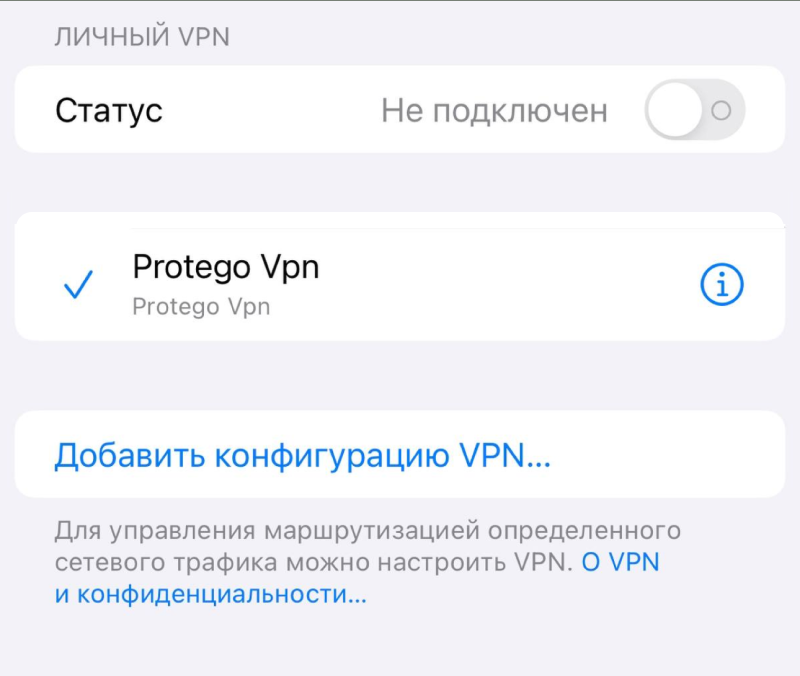 ЛИЧНЫЙ VPN
Статус Не подключен
Protego Vpn
Protego Vpn
Добавить конфигурацию VPN...
Для управления маршрутизацией определенного
сетевого трафика можно настроить VPN. О VPN
и конфиденциальности...